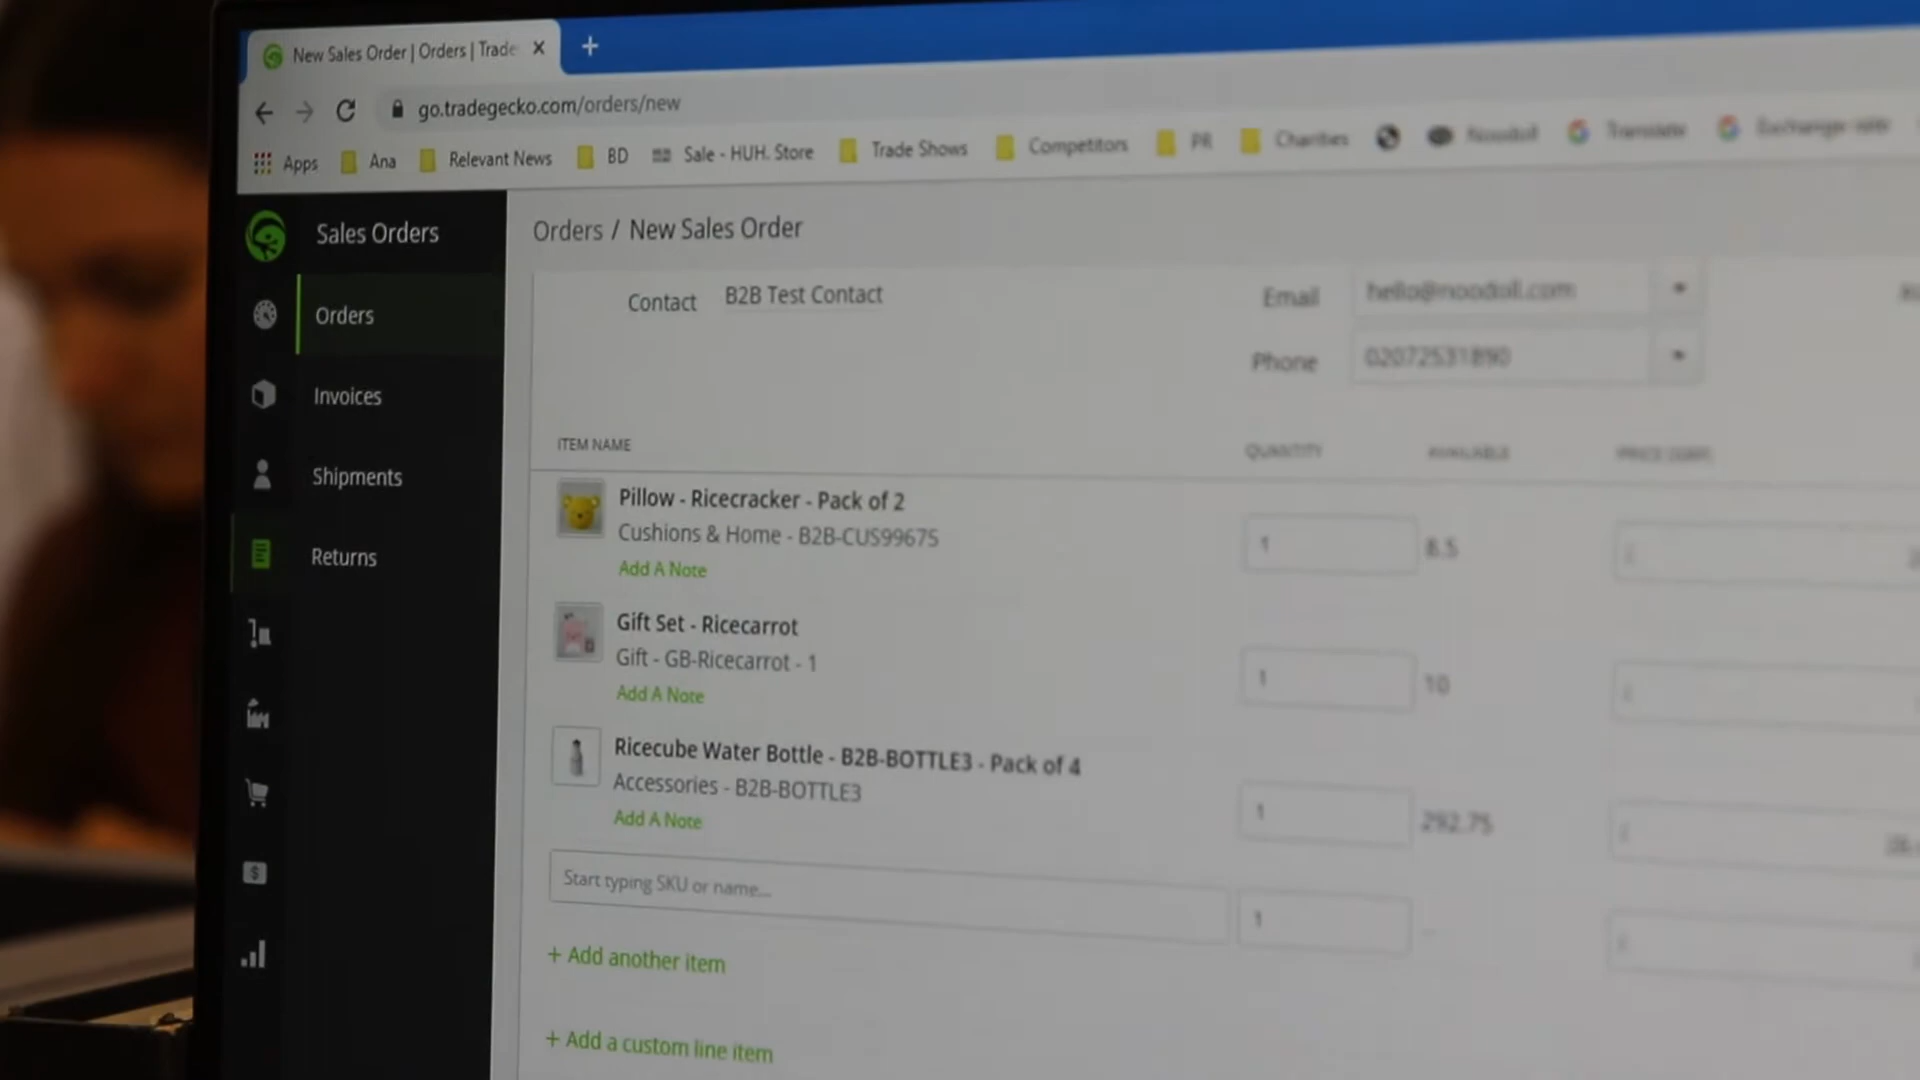 New Sales Order | Orders | Trade
go.tradegecko.com/orders/new
Apps Ana Relevant News BD Sale - HUH. Store Trade Shows Competitors PR Charities Noodoll Translate
Sales Orders
Orders
Invoices
Shipments
Returns
Orders / New Sales Order
Contact B2B Test Contact
Email hello@noodoll.com
Phone 02072531890
ITEM NAME QUANTITY AVAILABLE
Pillow - Ricecracker - Pack of 2
Cushions & Home - B2B-CUS99675
1 8.5
Add A Note
Gift Set - Ricecarrot
Gift - GB-Ricecarrot - 1
1 10
Add A Note
Ricecube Water Bottle - B2B-BOTTLE3 - Pack of 4
Accessories - B2B-BOTTLE3
1 292.75
Add A Note
Start typing SKU or name...
1
+ Add another item
+ Add a custom line item